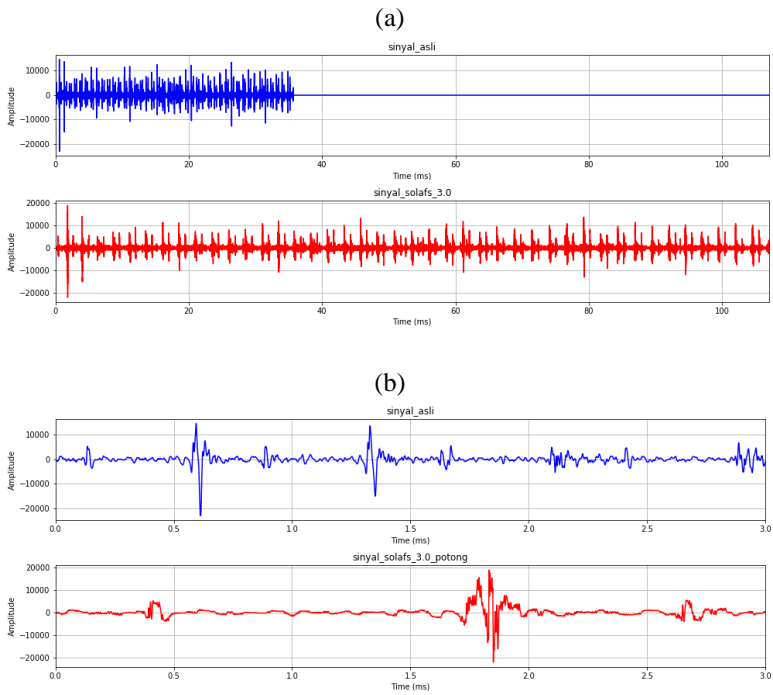 (a)
sinyal_asli
10000
0
−10000
−20000
Amplitude
0 20 40 60 80 100
Time (ms)
sinyal_solafs_3.0
20000
10000
0
−10000
−20000
Amplitude
0 20 40 60 80 100
Time (ms)
(b)
sinyal_asli
10000
0
−10000
−20000
Amplitude
0.0 0.5 1.0 1.5 2.0 2.5 3.0
Time (ms)
sinyal_solafs_3.0_potong
20000
10000
0
−10000
−20000
Amplitude
0.0 0.5 1.0 1.5 2.0 2.5 3.0
Time (ms)